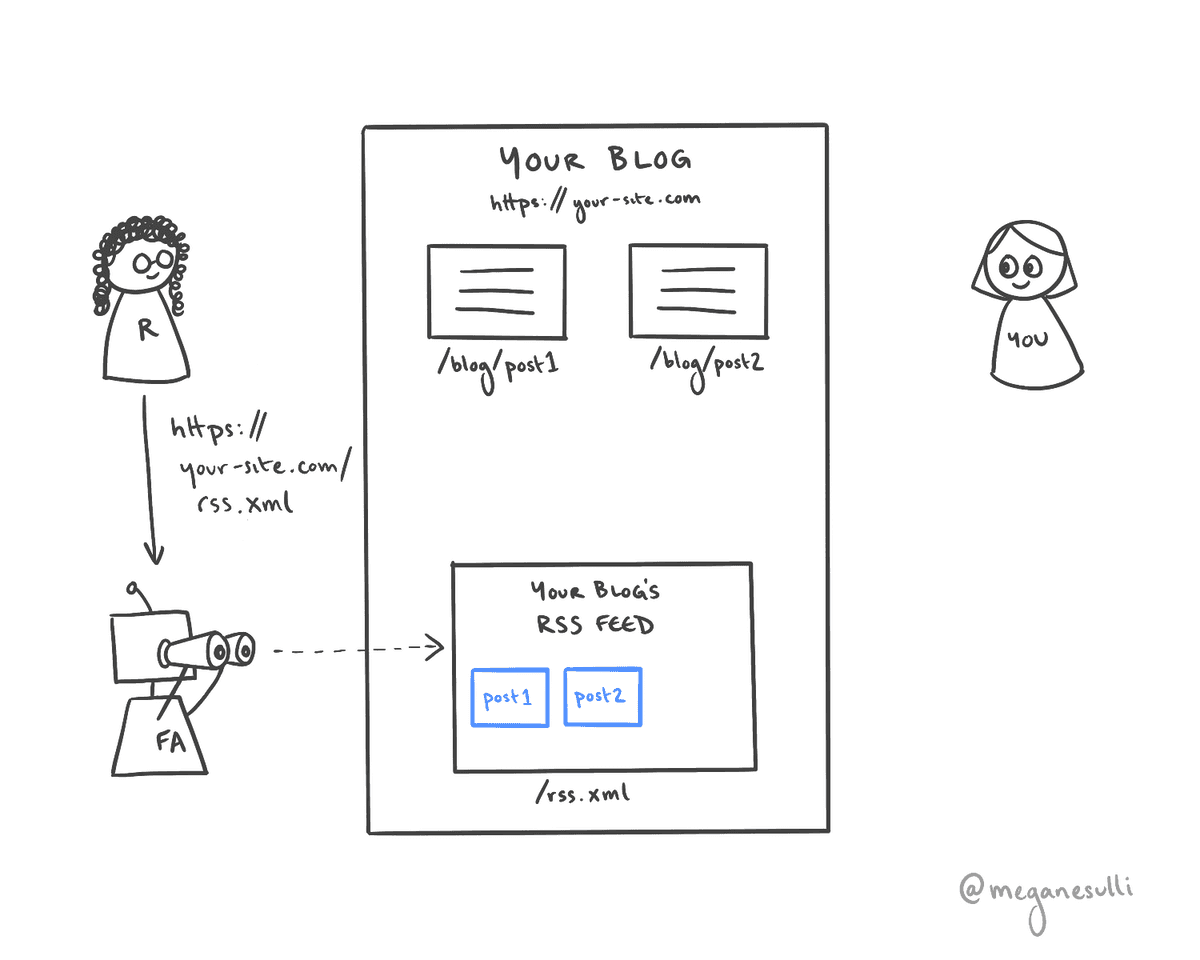 YOUR BLOG
https://your-site.com
/blog/post1
/blog/post2
R
YOU
https://
your-site.com/
rss.xml
FA
YOUR BLOG'S
RSS FEED
post1
post2
/rss.xml
@meganesulli